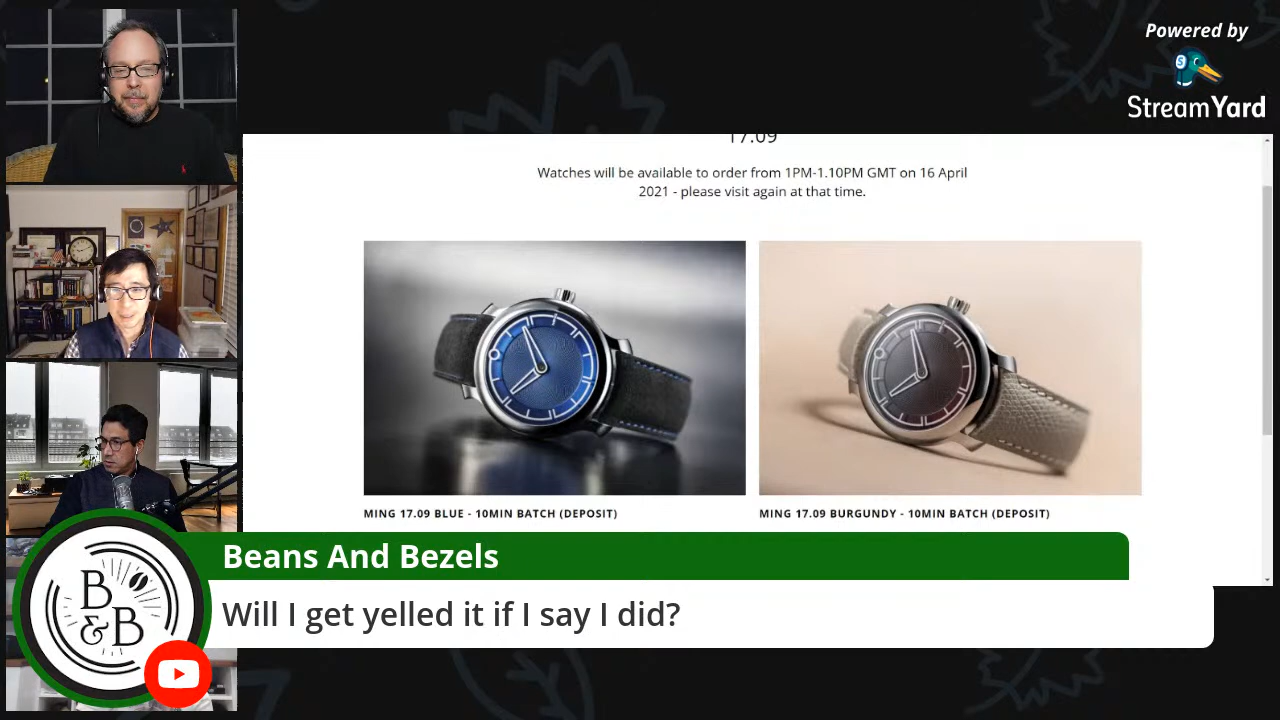 Powered by
StreamYard
17.09
Watches will be available to order from 1PM-1.10PM GMT on 16 April
2021 - please visit again at that time.
MING 17.09 BLUE - 10MIN BATCH (DEPOSIT)
MING 17.09 BURGUNDY - 10MIN BATCH (DEPOSIT)
Beans And Bezels
B
&B
Will I get yelled it if I say I did?